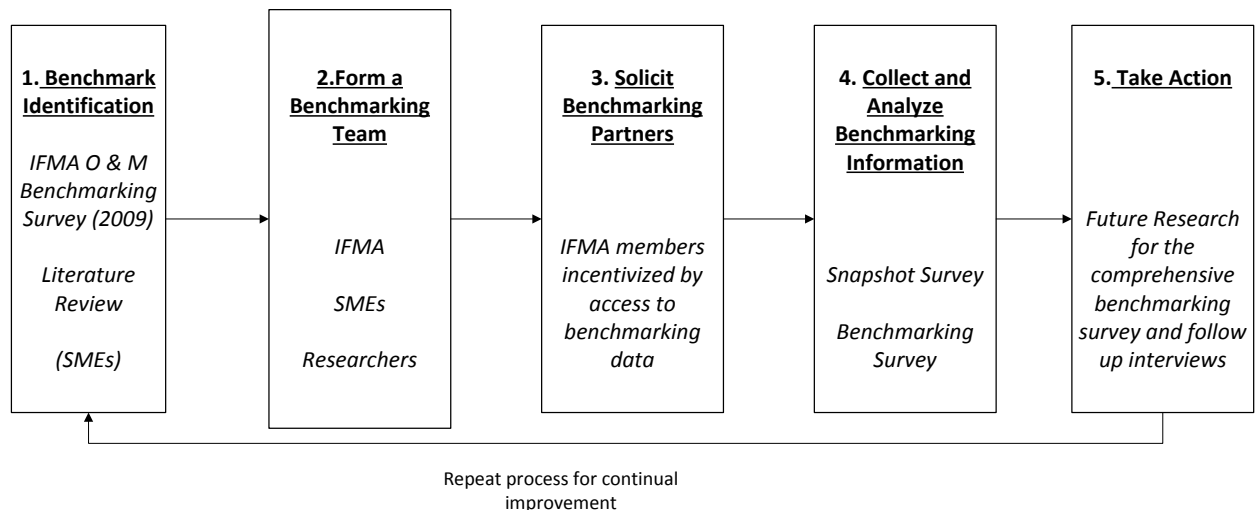 1. Benchmark
Identification
IFMA O & M
Benchmarking
Survey (2009)
Literature
Review
(SMEs)
2.Form a
Benchmarking
Team
IFMA
SMEs
Researchers
3. Solicit
Benchmarking
Partners
IFMA members
incentivized by
access to
benchmarking
data
4. Collect and
Analyze
Benchmarking
Information
Snapshot Survey
Benchmarking
Survey
5. Take Action
Future Research
for the
comprehensive
benchmarking
survey and follow
up interviews
Repeat process for continual
improvement